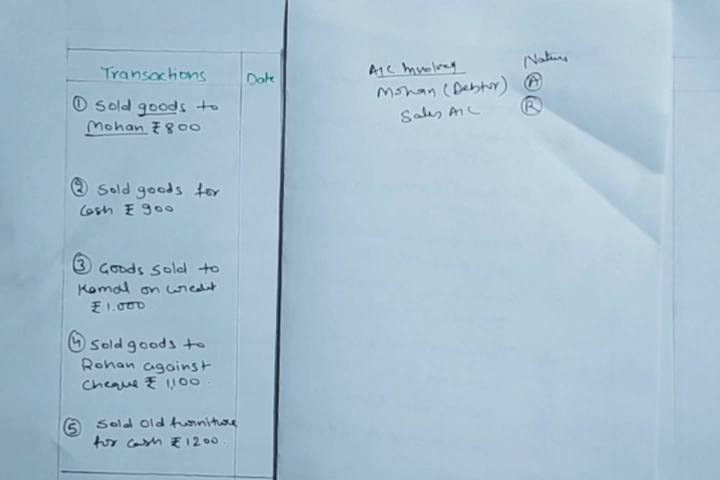 Transactions
Date
① Sold goods to
Mohan ₹800
② Sold goods for
Cash ₹ 900
③ Goods sold to
Kamal on credit
₹1,000
④ Sold goods to
Rohan against
cheque ₹ 1,100.
⑤ Sold Old furniture
for cash ₹1200.
A/C Involved
Nature
Mohan (Debtor) Ⓐ
Sales A/C Ⓡ